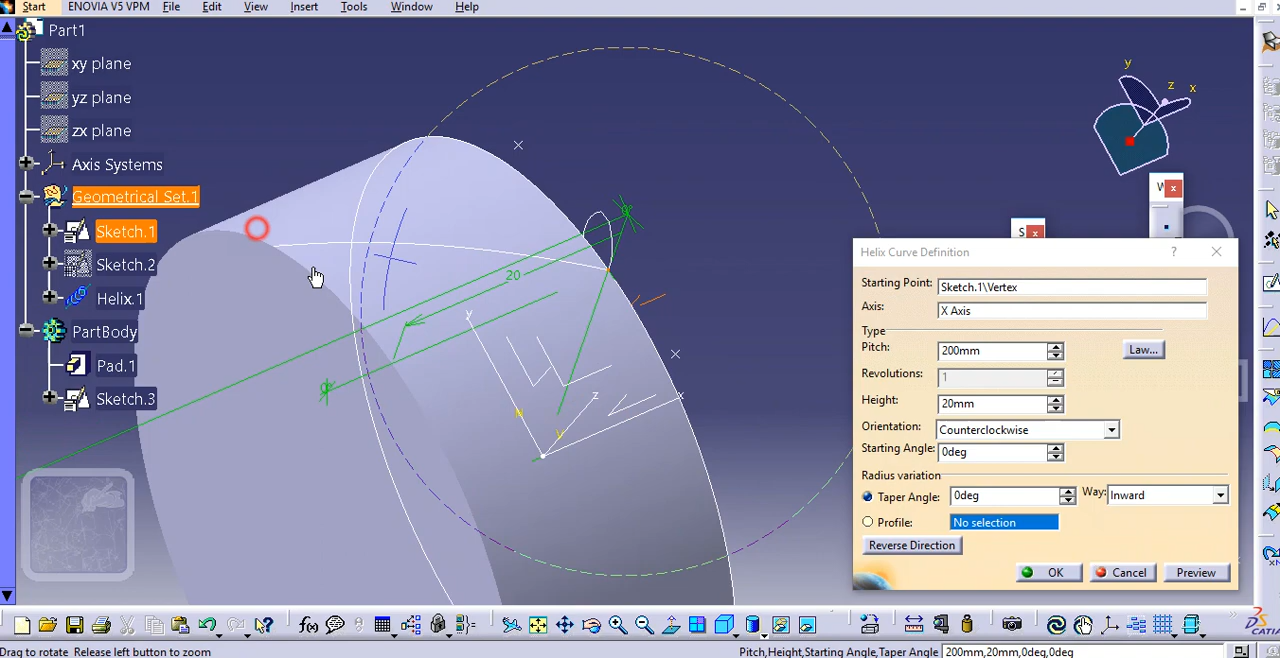 Start ENOVIA V5 VPM File Edit View Insert Tools Window Help
Part1
xy plane
yz plane
zx plane
Axis Systems
Geometrical Set.1
Sketch.1
Sketch.2
Helix.1
PartBody
Pad.1
Sketch.3
20
y
z
x
y
z
x
Helix Curve Definition ?
Starting Point: Sketch.1\Vertex
Axis: X Axis
Type
Pitch: 200mm Law...
Revolutions: 1
Height: 20mm
Orientation: Counterclockwise
Starting Angle: 0deg
Radius variation
Taper Angle: 0deg Way: Inward
Profile: No selection
Reverse Direction
OK Cancel Preview
f(x)
Drag to rotate Release left button to zoom
Pitch,Height,Starting Angle,Taper Angle 200mm,20mm,0deg,0deg